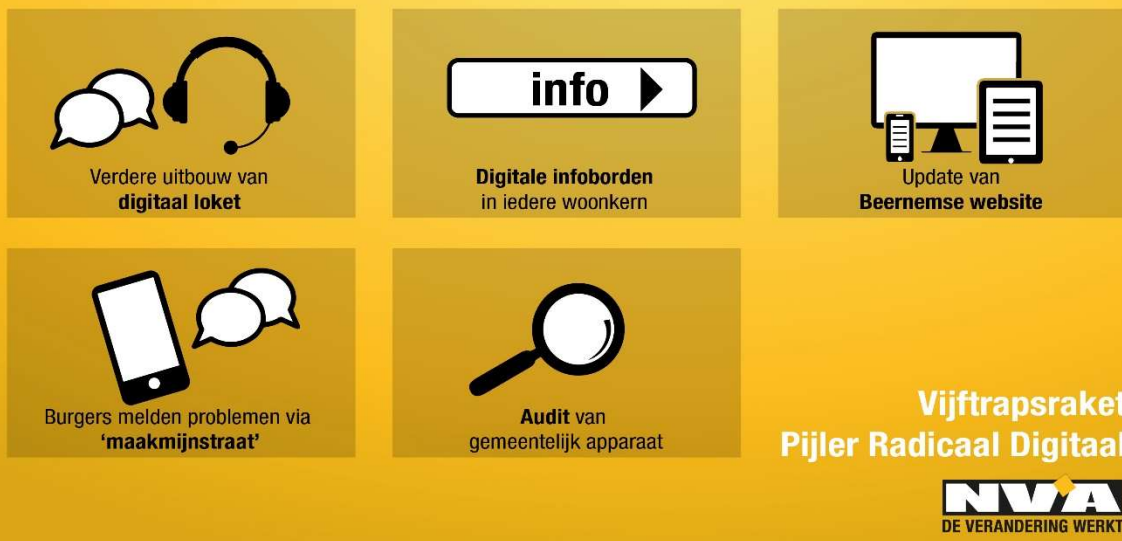 Verdere uitbouw van
digitaal loket
info
Digitale infoborden
in iedere woonkern
Update van
Beernemse website
Burgers melden problemen via
‘maakmijnstraat’
Audit van
gemeentelijk apparaat
Vijftrapsraket
Pijler Radicaal Digitaal
N-VA
DE VERANDERING WERKT